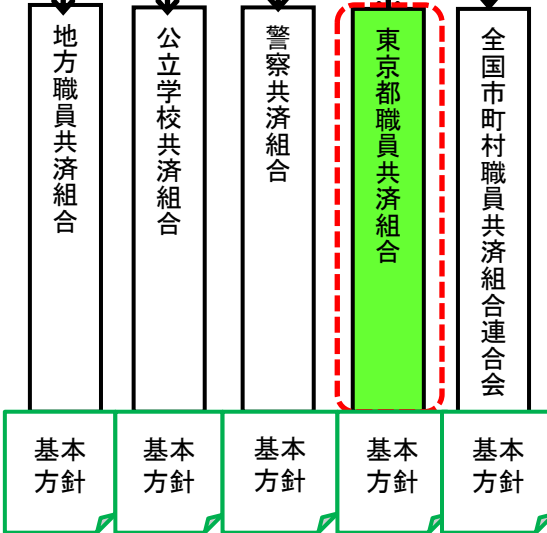 地方職員共済組合
公立学校共済組合
警察共済組合
東京都職員共済組合
全国市町村職員共済組合連合会
基本
方針
基本
方針
基本
方針
基本
方針
基本
方針